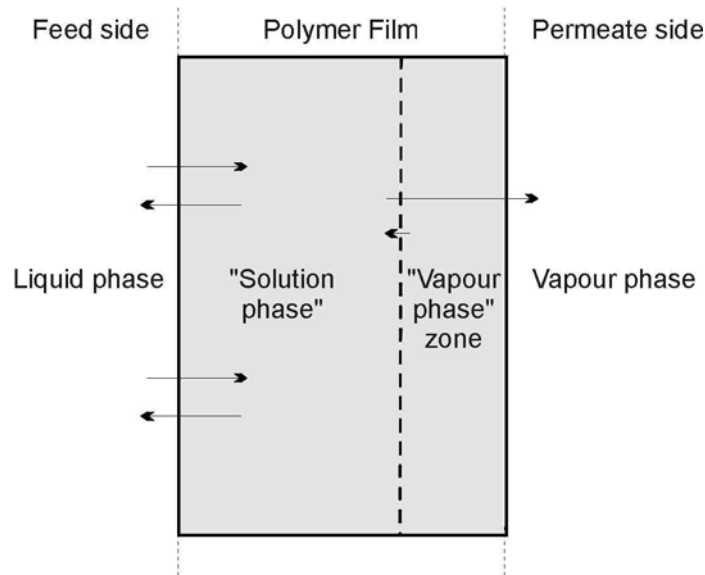 Feed side
Polymer Film
Permeate side
Liquid phase
"Solution
phase"
"Vapour
phase"
zone
Vapour phase